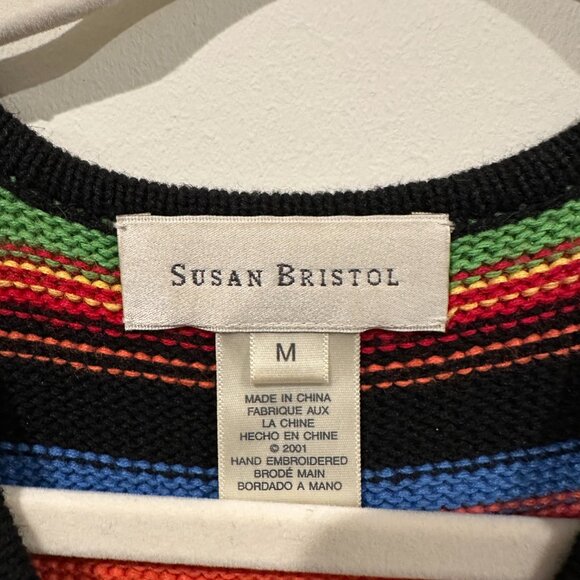 SUSAN BRISTOL
M
MADE IN CHINA
FABRIQUE AUX
LA CHINE
HECHO EN CHINE
© 2001
HAND EMBROIDERED
BRODÉ MAIN
BORDADO A MANO